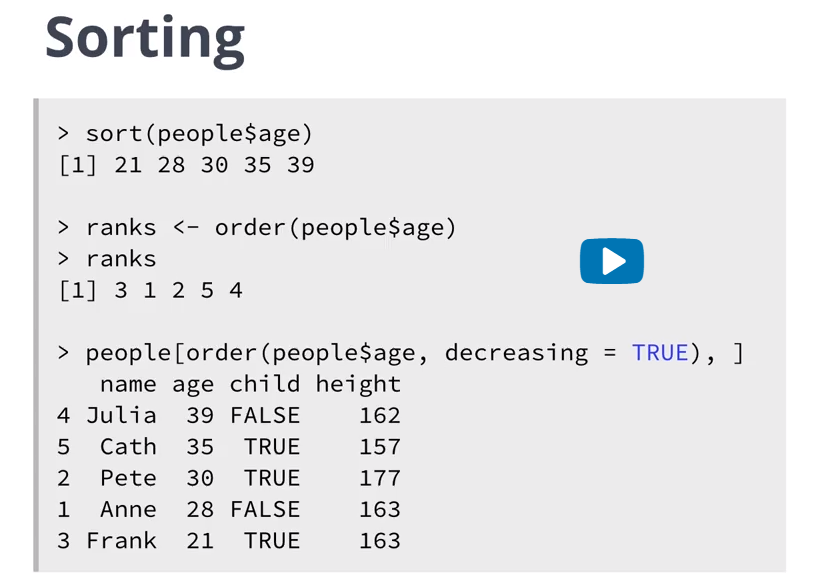 Sorting
> sort(people$age)
[1] 21 28 30 35 39
> ranks <- order(people$age)
> ranks
[1] 3 1 2 5 4
> people[order(people$age, decreasing = TRUE), ]
name age child height
4 Julia 39 FALSE 162
5 Cath 35 TRUE 157
2 Pete 30 TRUE 177
1 Anne 28 FALSE 163
3 Frank 21 TRUE 163